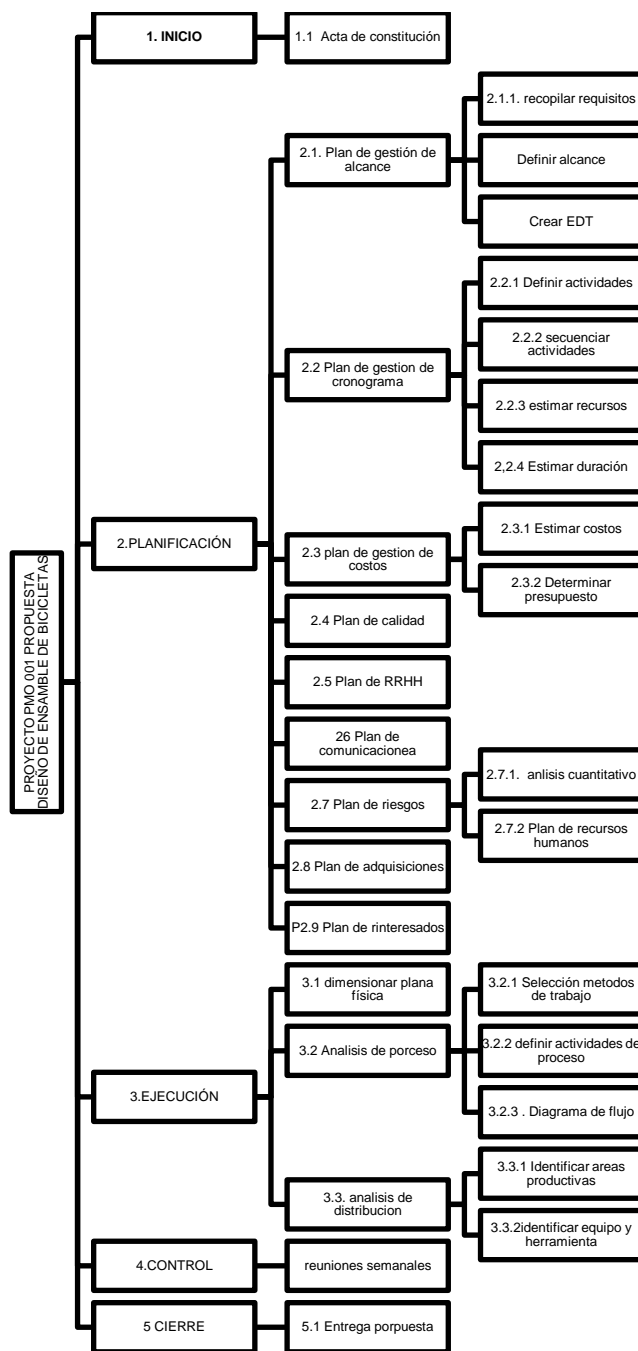 PROYECTO PMO 001 PROPUESTA
DISEÑO DE ENSAMBLE DE BICICLETAS
1. INICIO
1.1 Acta de constitución
2.PLANIFICACIÓN
2.1. Plan de gestión de
alcance
2.1.1. recopilar requisitos
Definir alcance
Crear EDT
2.2 Plan de gestion de
cronograma
2.2.1 Definir actividades
2.2.2 secuenciar
actividades
2.2.3 estimar recursos
2,2.4 Estimar duración
2.3 plan de gestion de
costos
2.3.1 Estimar costos
2.3.2 Determinar
presupuesto
2.4 Plan de calidad
2.5 Plan de RRHH
26 Plan de
comunicacionea
2.7 Plan de riesgos
2.7.1. anlisis cuantitativo
2.7.2 Plan de recursos
humanos
2.8 Plan de adquisiciones
P2.9 Plan de rinteresados
3.EJECUCIÓN
3.1 dimensionar plana
física
3.2 Analisis de porceso
3.2.1 Selección metodos
de trabajo
3.2.2 definir actividades de
proceso
3.2.3 . Diagrama de flujo
3.3. analisis de
distribucion
3.3.1 Identificar areas
productivas
3.3.2identificar equipo y
herramienta
4.CONTROL
reuniones semanales
5 CIERRE
5.1 Entrega porpuesta